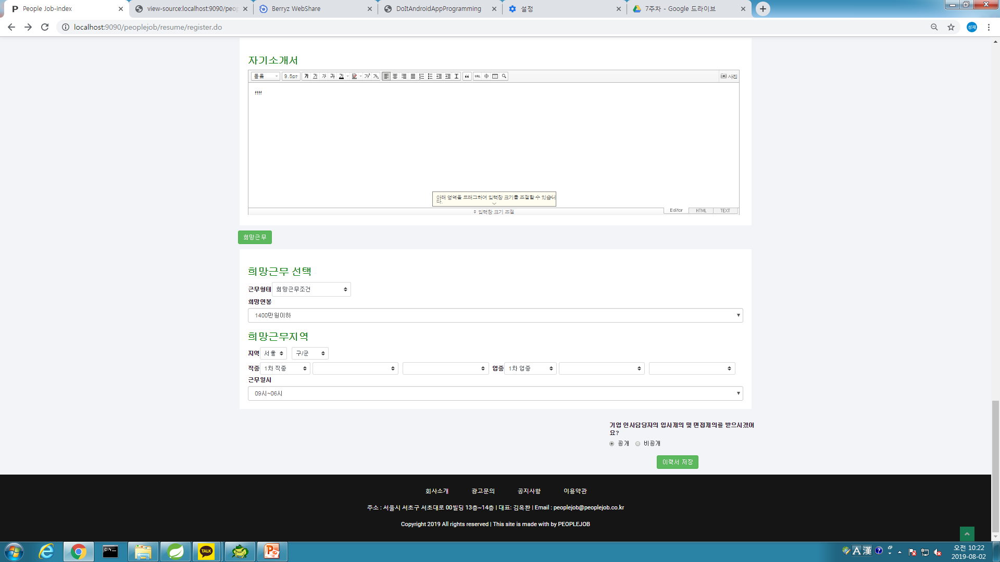 People Job-index
view-source:localhost:9090/peop
Berryz WebShare
DoItAndroidAppProgramming
설정
7주차 - Google 드라이브
localhost:9090/peoplejob/resume/register.do
성재
자기소개서
돋움
9.5pt
가 가 가 가 가 가 가
URL
사진
ffff
아래 영역을 드래그하여 입력창 크기를 조절할 수 있습니
다.
입력창 크기 조절
Editor
HTML
TEXT
희망근무
희망근무 선택
근무형태 희망근무조건
희망연봉
1400만원이하
희망근무지역
지역 서울 구/군
직종 1차 직종 업종 1차 업종
근무일시
09시~06시
기업 인사담당자의 입사제의 및 면접제의를 받으시겠어
요?
공개 비공개
이력서 저장
회사소개 광고문의 공지사항 이용약관
주소 : 서울시 서초구 서초대로 00빌딩 13층~14층 | 대표: 김옥환 | Email : peoplejob@peoplejob.co.kr
Copyright 2019 All rights reserved | This site is made with by PEOPLEJOB
C:\
TALK
A 漢
오전 10:22
2019-08-02